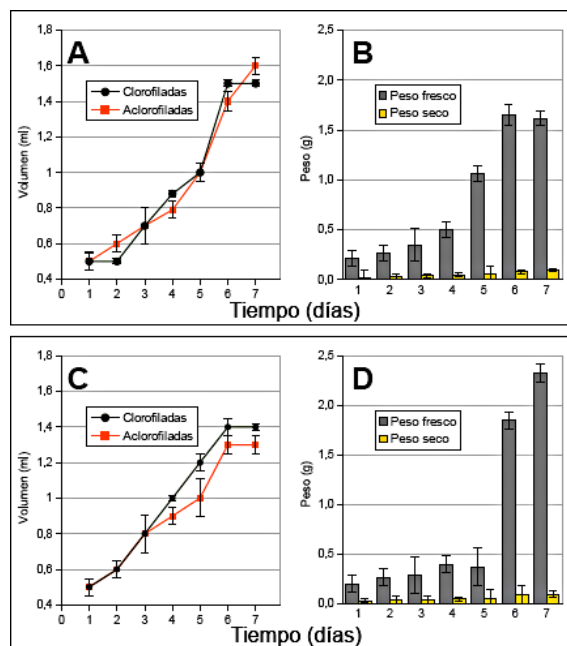 A
Clorofiladas
Aclorofiladas
Volumen (ml)
1,8
1,6
1,4
1,2
1
0,8
0,6
0,4
0 1 2 3 4 5 6 7
B
Peso fresco
Peso seco
Peso (g)
2,5
2,0
1,5
1,0
0,5
0,0
1 2 3 4 5 6 7
Tiempo (días)
C
Clorofiladas
Aclorofiladas
Volumen (ml)
1,8
1,6
1,4
1,2
1
0,8
0,6
0,4
0 1 2 3 4 5 6 7
D
Peso fresco
Peso seco
Peso (g)
2,5
2,0
1,5
1,0
0,5
0,0
1 2 3 4 5 6 7
Tiempo (días)